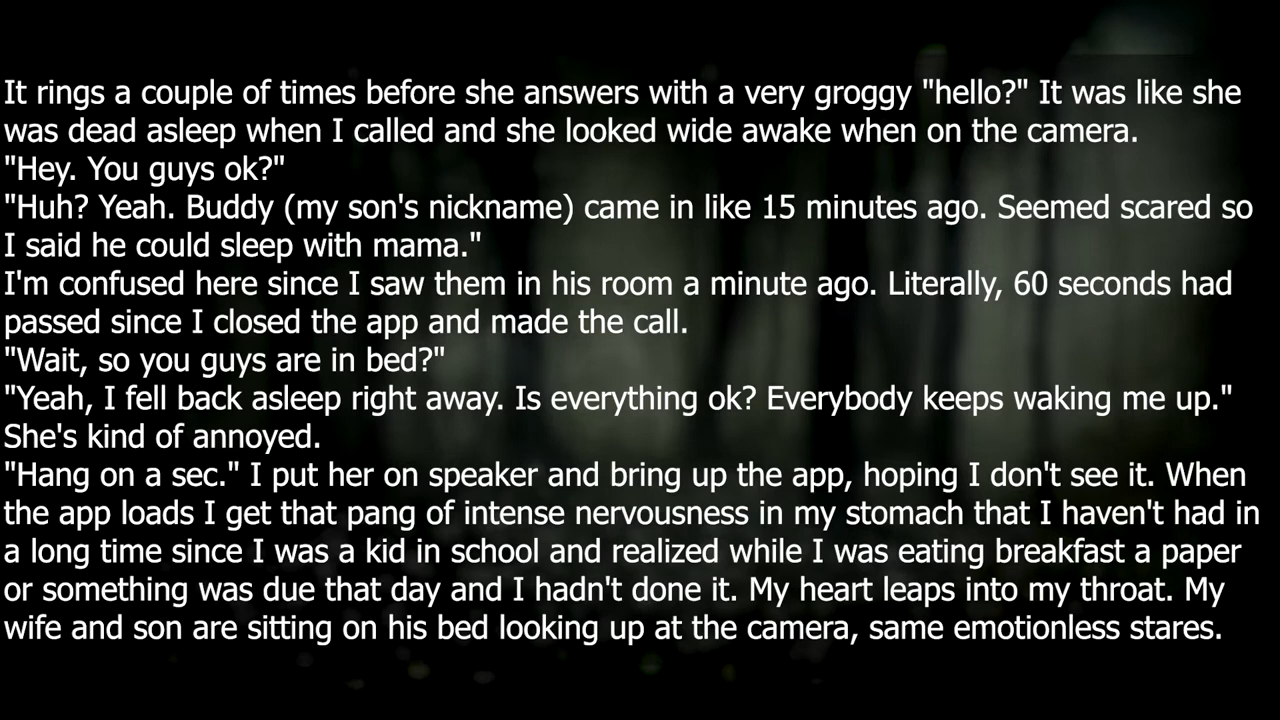 It rings a couple of times before she answers with a very groggy "hello?" It was like she
was dead asleep when I called and she looked wide awake when on the camera.
"Hey. You guys ok?"
"Huh? Yeah. Buddy (my son's nickname) came in like 15 minutes ago. Seemed scared so
I said he could sleep with mama."
I'm confused here since I saw them in his room a minute ago. Literally, 60 seconds had
passed since I closed the app and made the call.
"Wait, so you guys are in bed?"
"Yeah, I fell back asleep right away. Is everything ok? Everybody keeps waking me up."
She's kind of annoyed.
"Hang on a sec." I put her on speaker and bring up the app, hoping I don't see it. When
the app loads I get that pang of intense nervousness in my stomach that I haven't had in
a long time since I was a kid in school and realized while I was eating breakfast a paper
or something was due that day and I hadn't done it. My heart leaps into my throat. My
wife and son are sitting on his bed looking up at the camera, same emotionless stares.